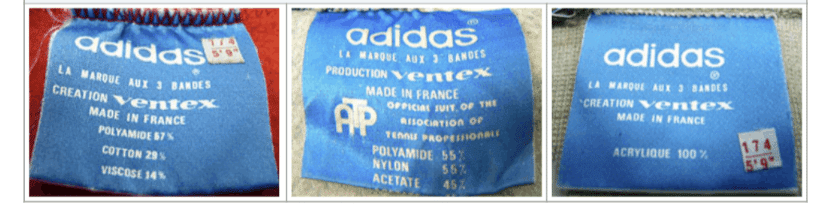 adidas
174
5'9"
LA MARQUE AUX 3 BANDES
CREATION ventex
MADE IN FRANCE
POLYAMIDE 57%
COTTON 29%
VISCOSE 14%
adidas
LA MARQUE AUX 3 BANDES
PRODUCTION ventex
MADE IN FRANCE
ATP
OFFICIAL SUIT, OF THE
ASSOCIATION OF
TENNIS PROFESSIONALS
POLYAMIDE 55%
NYLON 55%
ACETATE 45%
adidas
LA MARQUE AUX 3 BANDES
CREATION ventex
MADE IN FRANCE
ACRYLIQUE 100%
174
5'9"